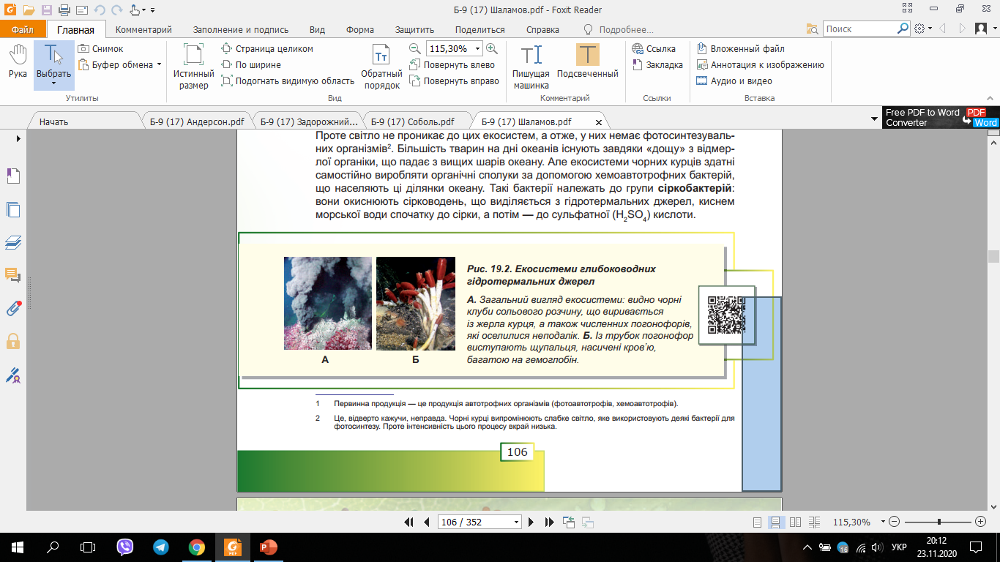 Б-9 (17) Шаламов.pdf - Foxit Reader
Файл
Главная
Комментарий
Заполнение и подпись
Вид
Форма
Защитить
Поделиться
Справка
Подробнее...
Поиск
Рука
Выбрать
Снимок
Буфер обмена
Утилиты
Истинный размер
Страница целиком
По ширине
Подогнать видимую область
Обратный порядок
115,30%
Повернуть влево
Повернуть вправо
Вид
Пишущая машинка
Подсвеченный
Комментарий
Ссылка
Закладка
Ссылки
Вложенный файл
Аннотация к изображению
Аудио и видео
Вставка
Начать
Б-9 (17) Андерсон.pdf
Б-9 (17) Задорожний...
Б-9 (17) Соболь.pdf
Б-9 (17) Шаламов.pdf
Free PDF to Word PDF
Converter Word
Проте світло не проникає до цих екосистем, а отже, у них немає фотосинтезуваль-
них організмів². Більшість тварин на дні океанів існують завдяки «дощу» з відмер-
лої органіки, що падає з вищих шарів океану. Але екосистеми чорних курців здатні
самостійно виробляти органічні сполуки за допомогою хемоавтотрофних бактерій,
що населяють ці ділянки океану. Такі бактерії належать до групи сіркобактерій:
вони окиснюють сірководень, що виділяється з гідротермальних джерел, киснем
морської води спочатку до сірки, а потім — до сульфатної (H₂SO₄) кислоти.
А
Б
Рис. 19.2. Екосистеми глибоководних
гідротермальних джерел
А. Загальний вигляд екосистеми: видно чорні
клуби сольового розчину, що виривається
із жерла курця, а також численних погонофорів,
які оселилися неподалік. Б. Із трубок погонофор
виступають щупальця, насичені кров’ю,
багатою на гемоглобін.
1 Первинна продукція — це продукція автотрофних організмів (фотоавтотрофів, хемоавтотрофів).
2 Це, відверто кажучи, неправда. Чорні курці випромінюють слабке світло, яке використовують деякі бактерії для
фотосинтезу. Проте інтенсивність цього процесу вкрай низька.
106
106 / 352
115,30%
16
УКР
20:12
23.11.2020